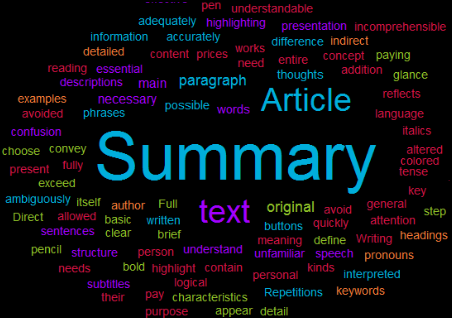 pen understandable
adequately highlighting presentation incomprehensible
information accurately difference indirect
detailed content prices works need entire concept paying
reading essential paragraph thoughts addition glance
descriptions main Article reflects
examples necessary possible language
avoided phrases words italics
confusion Summary altered
choose convey colored
present fully tense
exceed key
ambiguously itself author Full text original avoid general step
Direct allowed basic written buttons quickly attention
sentences clear brief meaning define Writing headings
pencil structure person understand unfamiliar speech pronouns
needs bold highlight contain personal kinds interpreted
subtitles logical Repetitions keywords
their pay characteristics
purpose appear detail